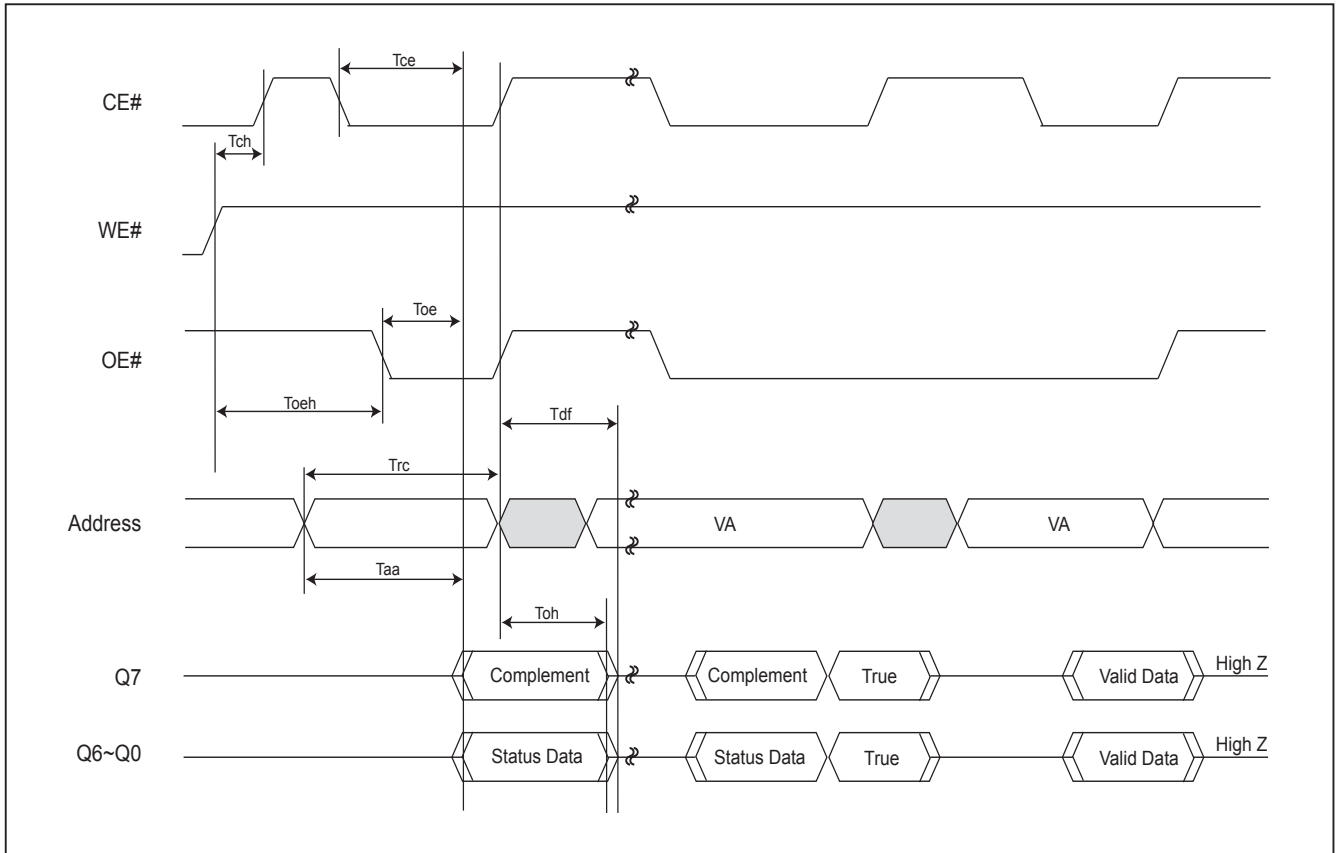 Tce
CE#
Tch
WE#
Toe
OE#
Toeh
Tdf
Trc
Address
VA
VA
Taa
Toh
Q7
Complement
Complement
True
Valid Data
High Z
Q6~Q0
Status Data
Status Data
True
Valid Data
High Z